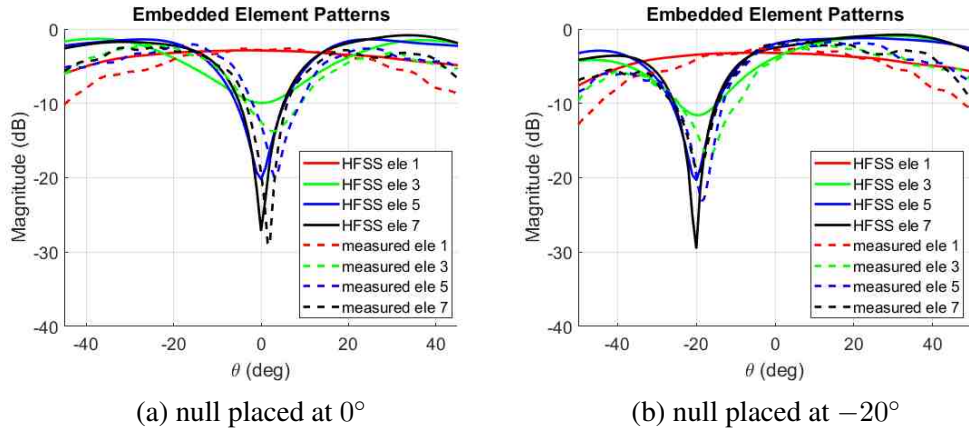 Embedded Element Patterns
0
-10
-20
-30
-40
Magnitude (dB)
HFSS ele 1
HFSS ele 3
HFSS ele 5
HFSS ele 7
measured ele 1
measured ele 3
measured ele 5
measured ele 7
-40
-20
0
20
40
θ (deg)
(a) null placed at 0°
Embedded Element Patterns
0
-10
-20
-30
-40
Magnitude (dB)
HFSS ele 1
HFSS ele 3
HFSS ele 5
HFSS ele 7
measured ele 1
measured ele 3
measured ele 5
measured ele 7
-40
-20
0
20
40
θ (deg)
(b) null placed at −20°